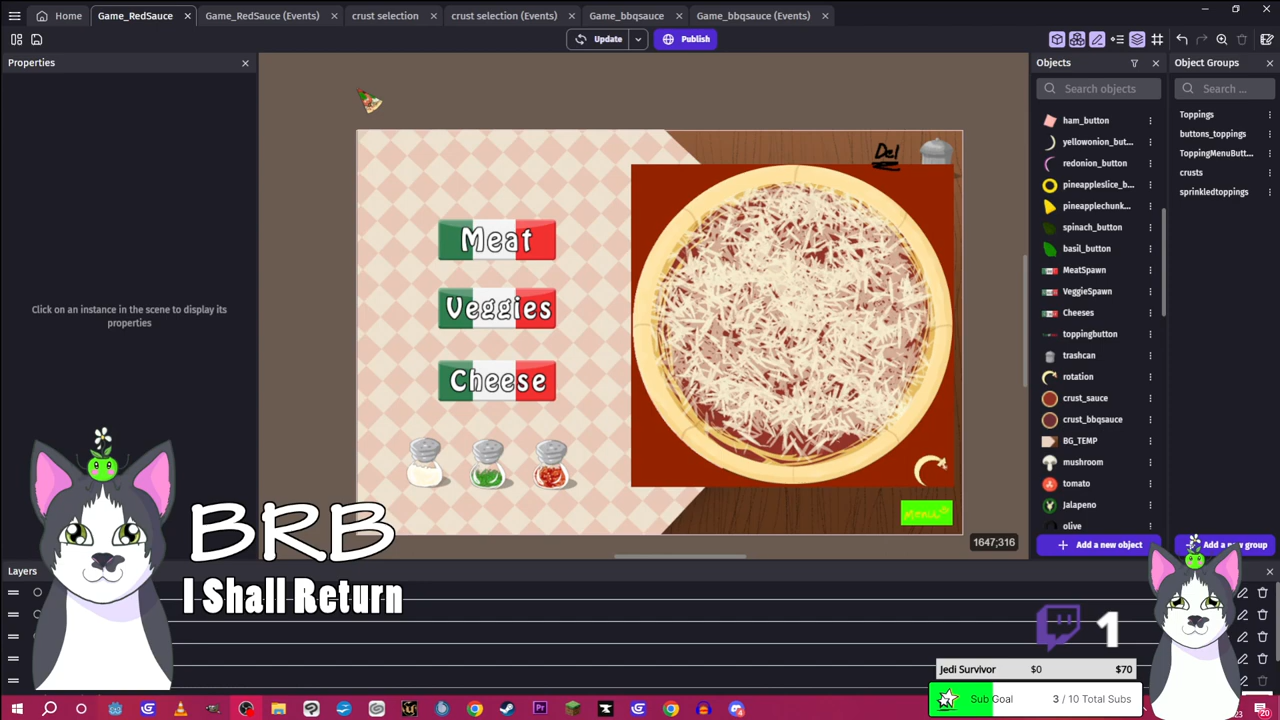 Home
Game_RedSauce
Game_RedSauce (Events)
crust selection
crust selection (Events)
Game_bbqsauce
Game_bbqsauce (Events)
Update
Publish
Properties
Objects
Object Groups
Search objects
Search ...
Click on an instance in the scene to display its
properties
ham_button
yellowonion_but...
redonion_button
pineappleslice_b...
pineapplechunk...
spinach_button
basil_button
MeatSpawn
VeggieSpawn
Cheeses
toppingbutton
trashcan
rotation
crust_sauce
crust_bbqsauce
BG_TEMP
mushroom
tomato
Jalapeno
olive
Toppings
buttons_toppings
ToppingMenuButt...
crusts
sprinkledtoppings
Del
Meat
Veggies
Cheese
Menu
1647;316
Add a new object
Add a new group
Layers
BRB
I Shall Return
1
Jedi Survivor $0 $70
Sub Goal 3 / 10 Total Subs
20